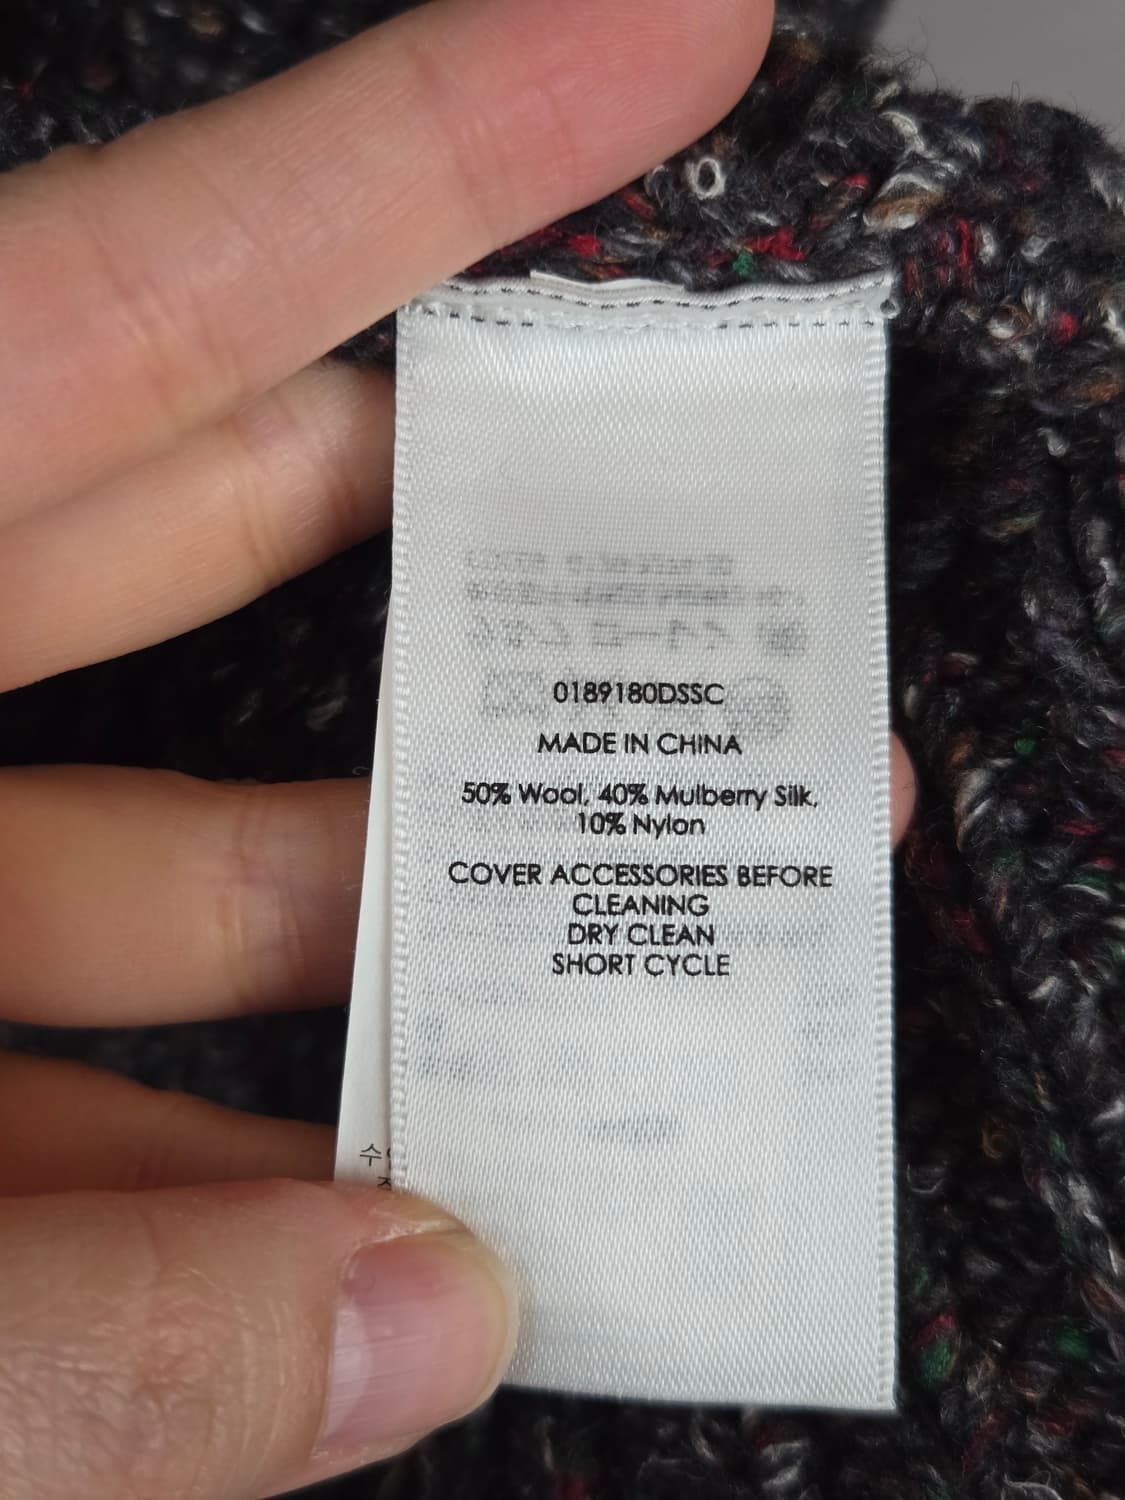 0189180DSSC
MADE IN CHINA
50% Wool, 40% Mulberry Silk,
10% Nylon
COVER ACCESSORIES BEFORE
CLEANING
DRY CLEAN
SHORT CYCLE
수